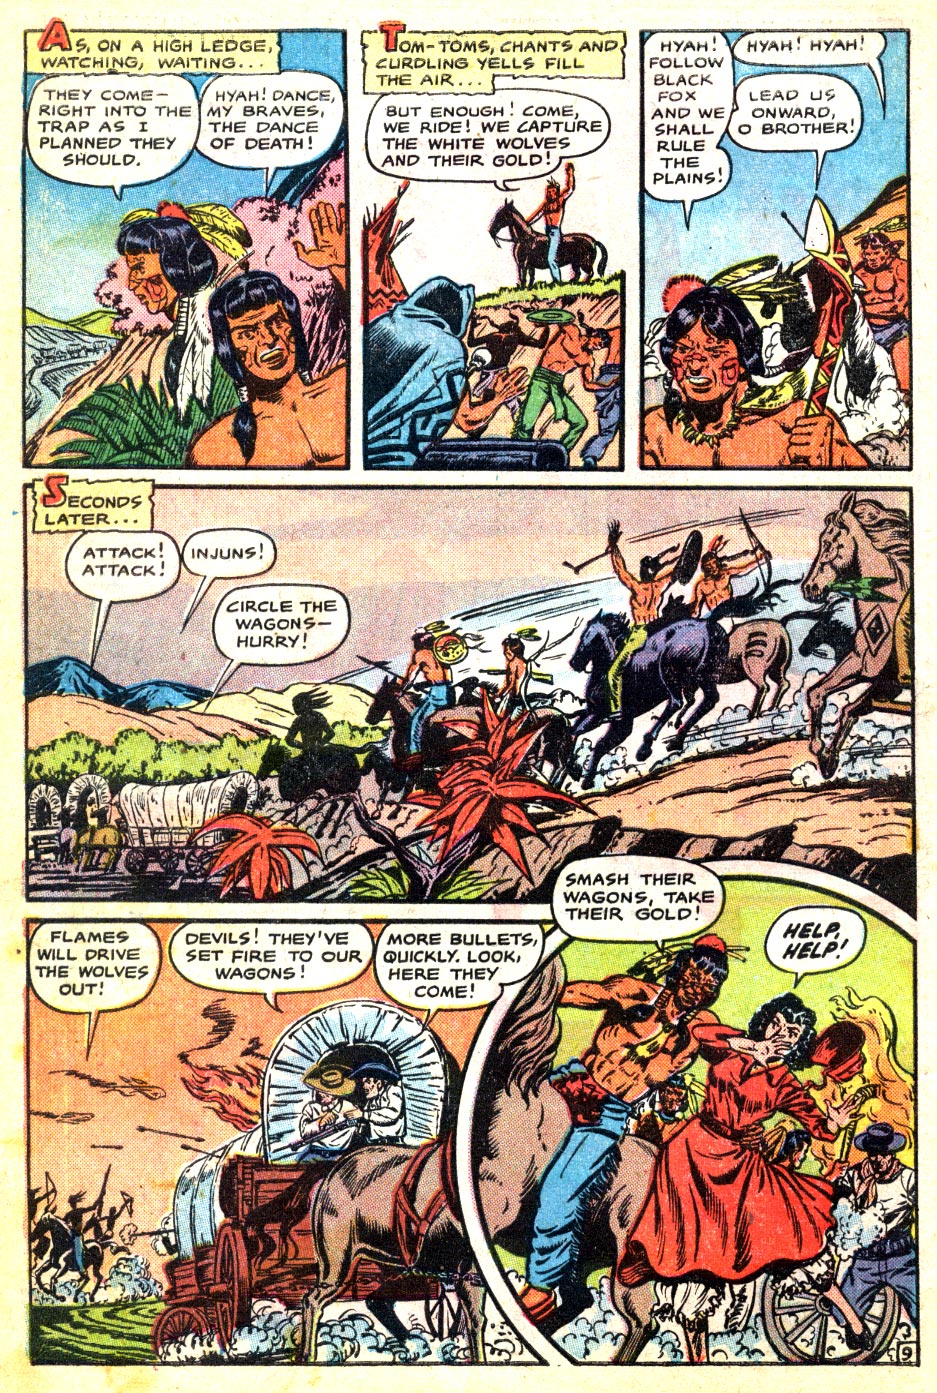 AS, ON A HIGH LEDGE,
WATCHING, WAITING...
THEY COME—
RIGHT INTO THE
TRAP AS I
PLANNED THEY
SHOULD.
HYAH! DANCE,
MY BRAVES,
THE DANCE
OF DEATH!
TOM-TOMS, CHANTS AND
CURDLING YELLS FILL
THE AIR...
BUT ENOUGH! COME,
WE RIDE! WE CAPTURE
THE WHITE WOLVES
AND THEIR GOLD!
HYAH!
FOLLOW
BLACK
FOX
AND WE
SHALL
RULE
THE
PLAINS!
HYAH! HYAH!
LEAD US
ONWARD,
O BROTHER!
SECONDS
LATER...
ATTACK!
ATTACK!
INJUNS!
CIRCLE THE
WAGONS—
HURRY!
FLAMES
WILL DRIVE
THE WOLVES
OUT!
DEVILS! THEY'VE
SET FIRE TO OUR
WAGONS!
MORE BULLETS,
QUICKLY. LOOK,
HERE THEY
COME!
SMASH THEIR
WAGONS, TAKE
THEIR GOLD!
HELP,
HELP!
9